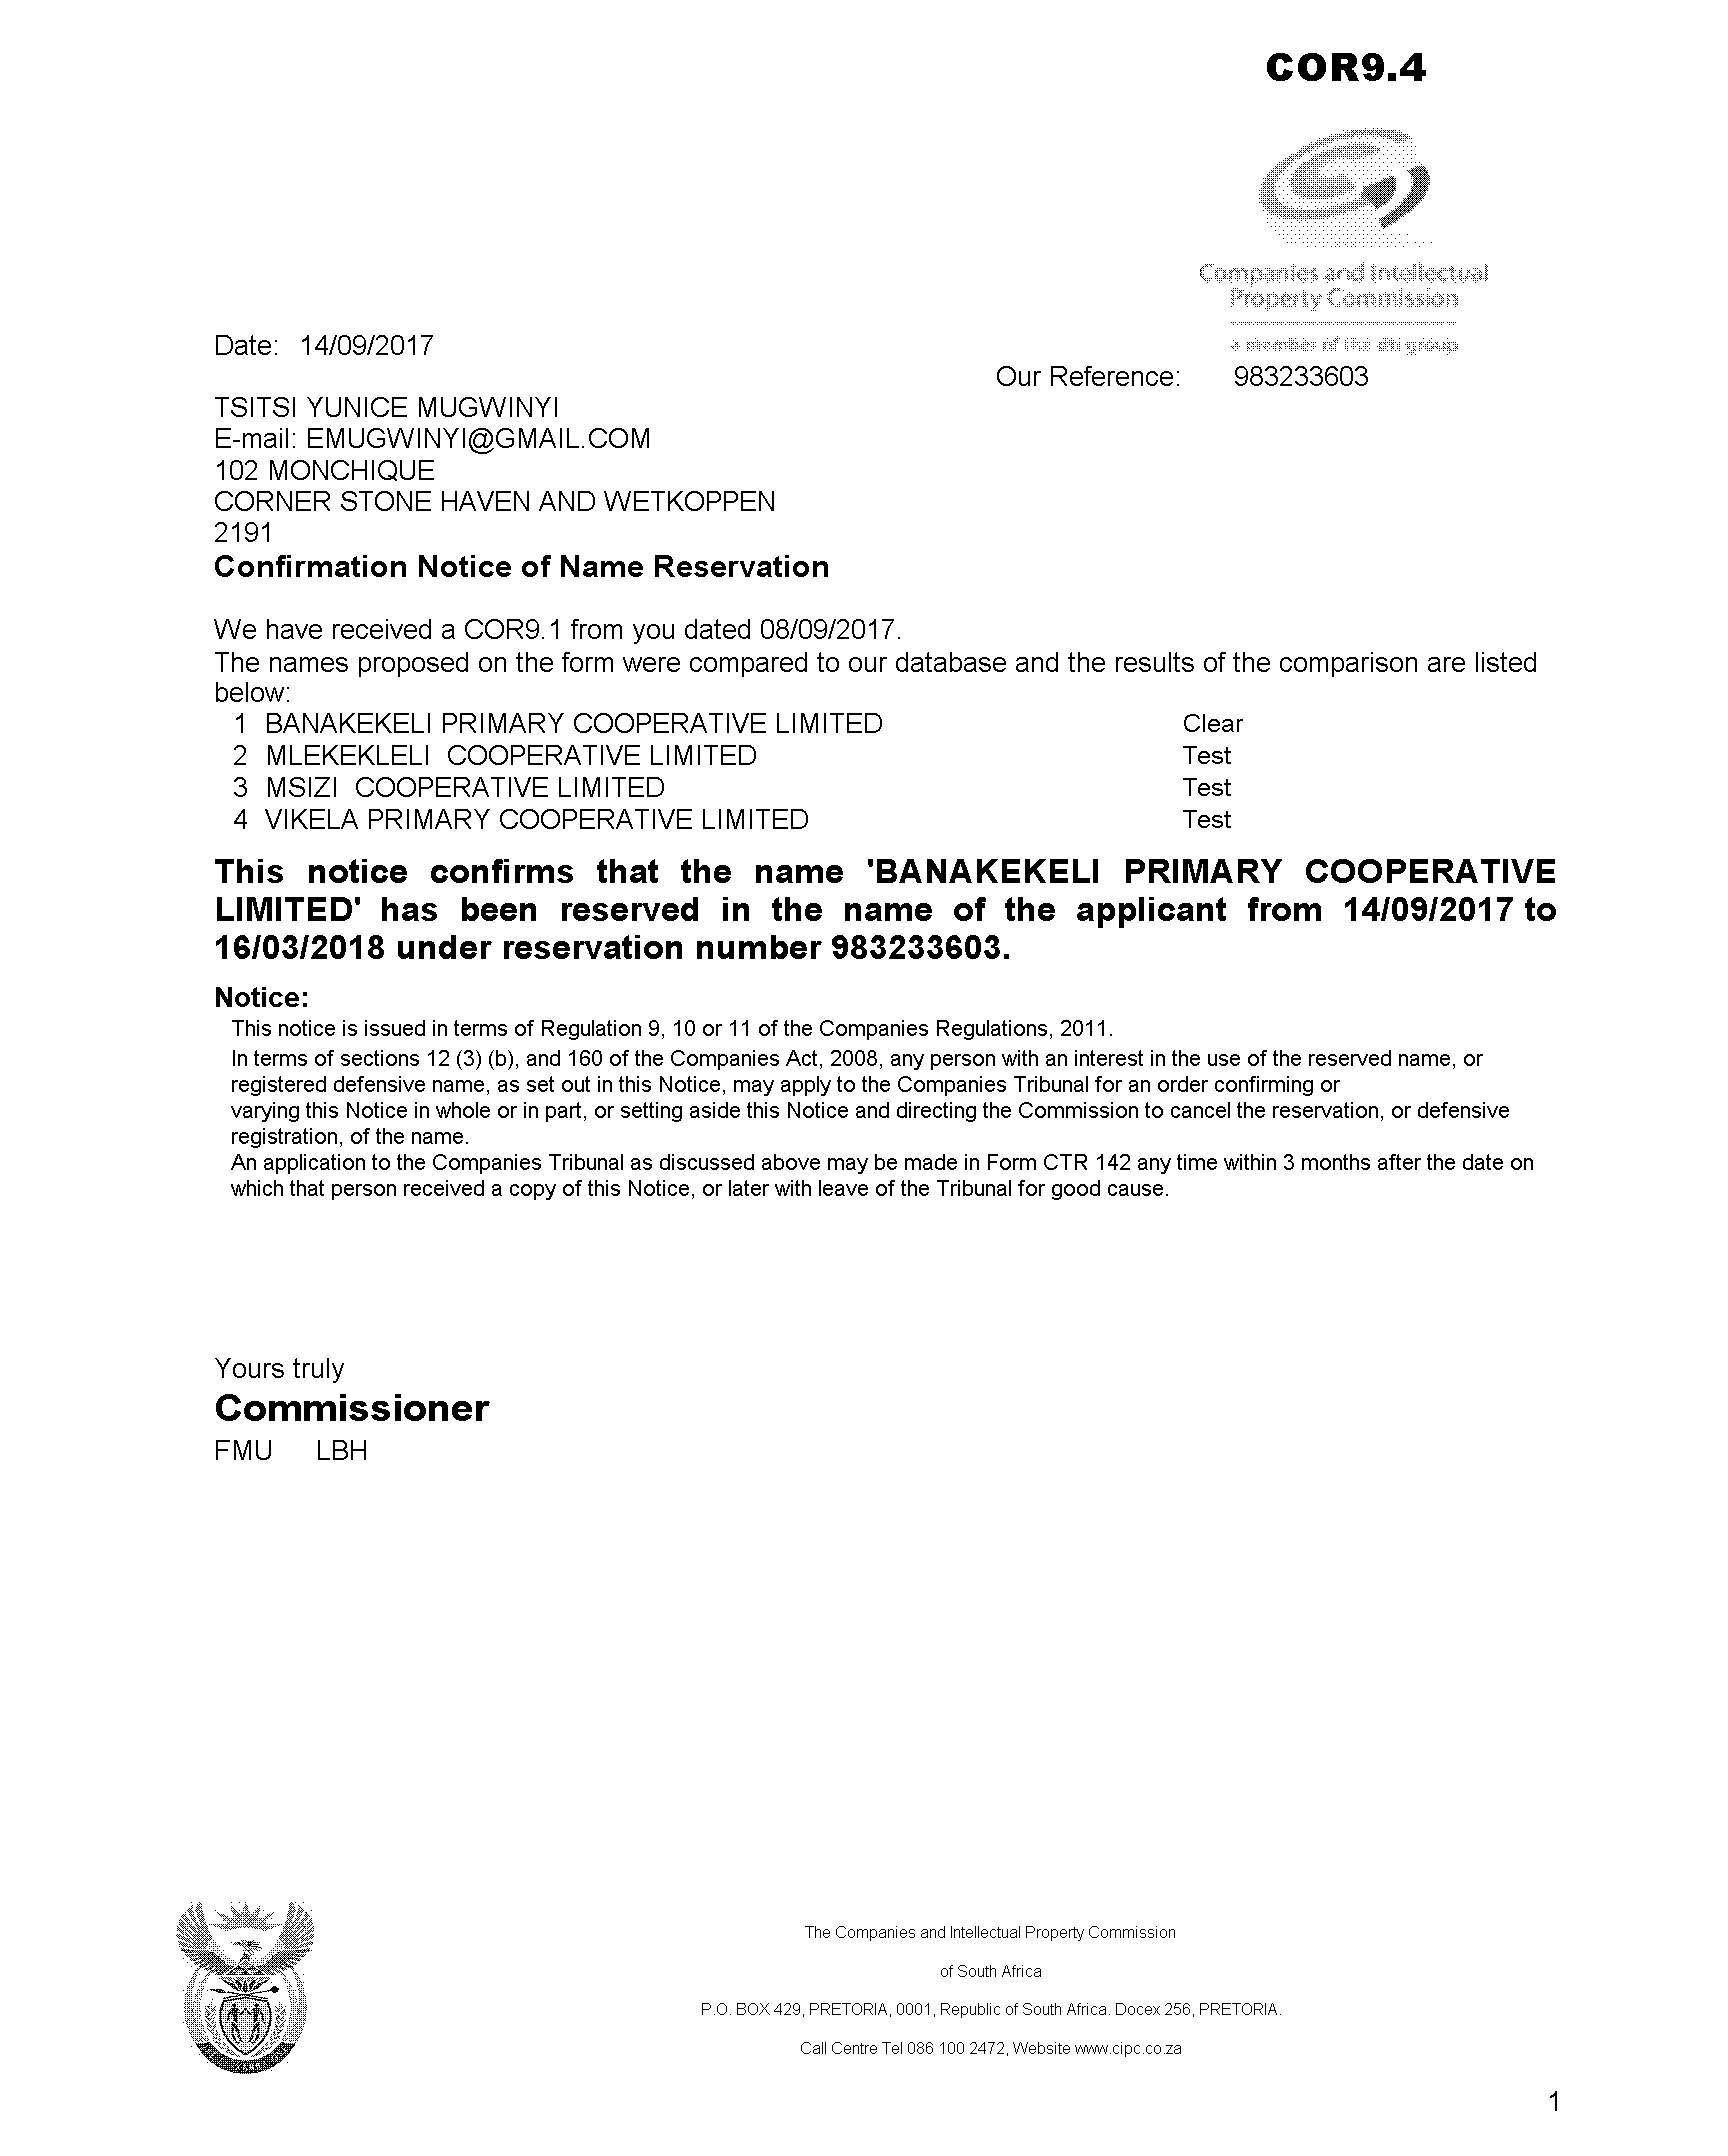 COR9.4
Companies and Intellectual
Property Commission
a member of the dti group
Date: 14/09/2017
Our Reference: 983233603
TSITSI YUNICE MUGWINYI
E-mail: EMUGWINYI@GMAIL.COM
102 MONCHIQUE
CORNER STONE HAVEN AND WETKOPPEN
2191
Confirmation Notice of Name Reservation
We have received a COR9.1 from you dated 08/09/2017.
The names proposed on the form were compared to our database and the results of the comparison are listed
below:
1 BANAKEKELI PRIMARY COOPERATIVE LIMITED Clear
2 MLEKEKLELI COOPERATIVE LIMITED Test
3 MSIZI COOPERATIVE LIMITED Test
4 VIKELA PRIMARY COOPERATIVE LIMITED Test
This notice confirms that the name 'BANAKEKELI PRIMARY COOPERATIVE
LIMITED' has been reserved in the name of the applicant from 14/09/2017 to
16/03/2018 under reservation number 983233603.
Notice:
This notice is issued in terms of Regulation 9, 10 or 11 of the Companies Regulations, 2011.
In terms of sections 12 (3) (b), and 160 of the Companies Act, 2008, any person with an interest in the use of the reserved name, or
registered defensive name, as set out in this Notice, may apply to the Companies Tribunal for an order confirming or
varying this Notice in whole or in part, or setting aside this Notice and directing the Commission to cancel the reservation, or defensive
registration, of the name.
An application to the Companies Tribunal as discussed above may be made in Form CTR 142 any time within 3 months after the date on
which that person received a copy of this Notice, or later with leave of the Tribunal for good cause.
Yours truly
Commissioner
FMU LBH
The Companies and Intellectual Property Commission
of South Africa
P.O. BOX 429, PRETORIA, 0001, Republic of South Africa. Docex 256, PRETORIA.
Call Centre Tel 086 100 2472, Website www.cipc.co.za
1